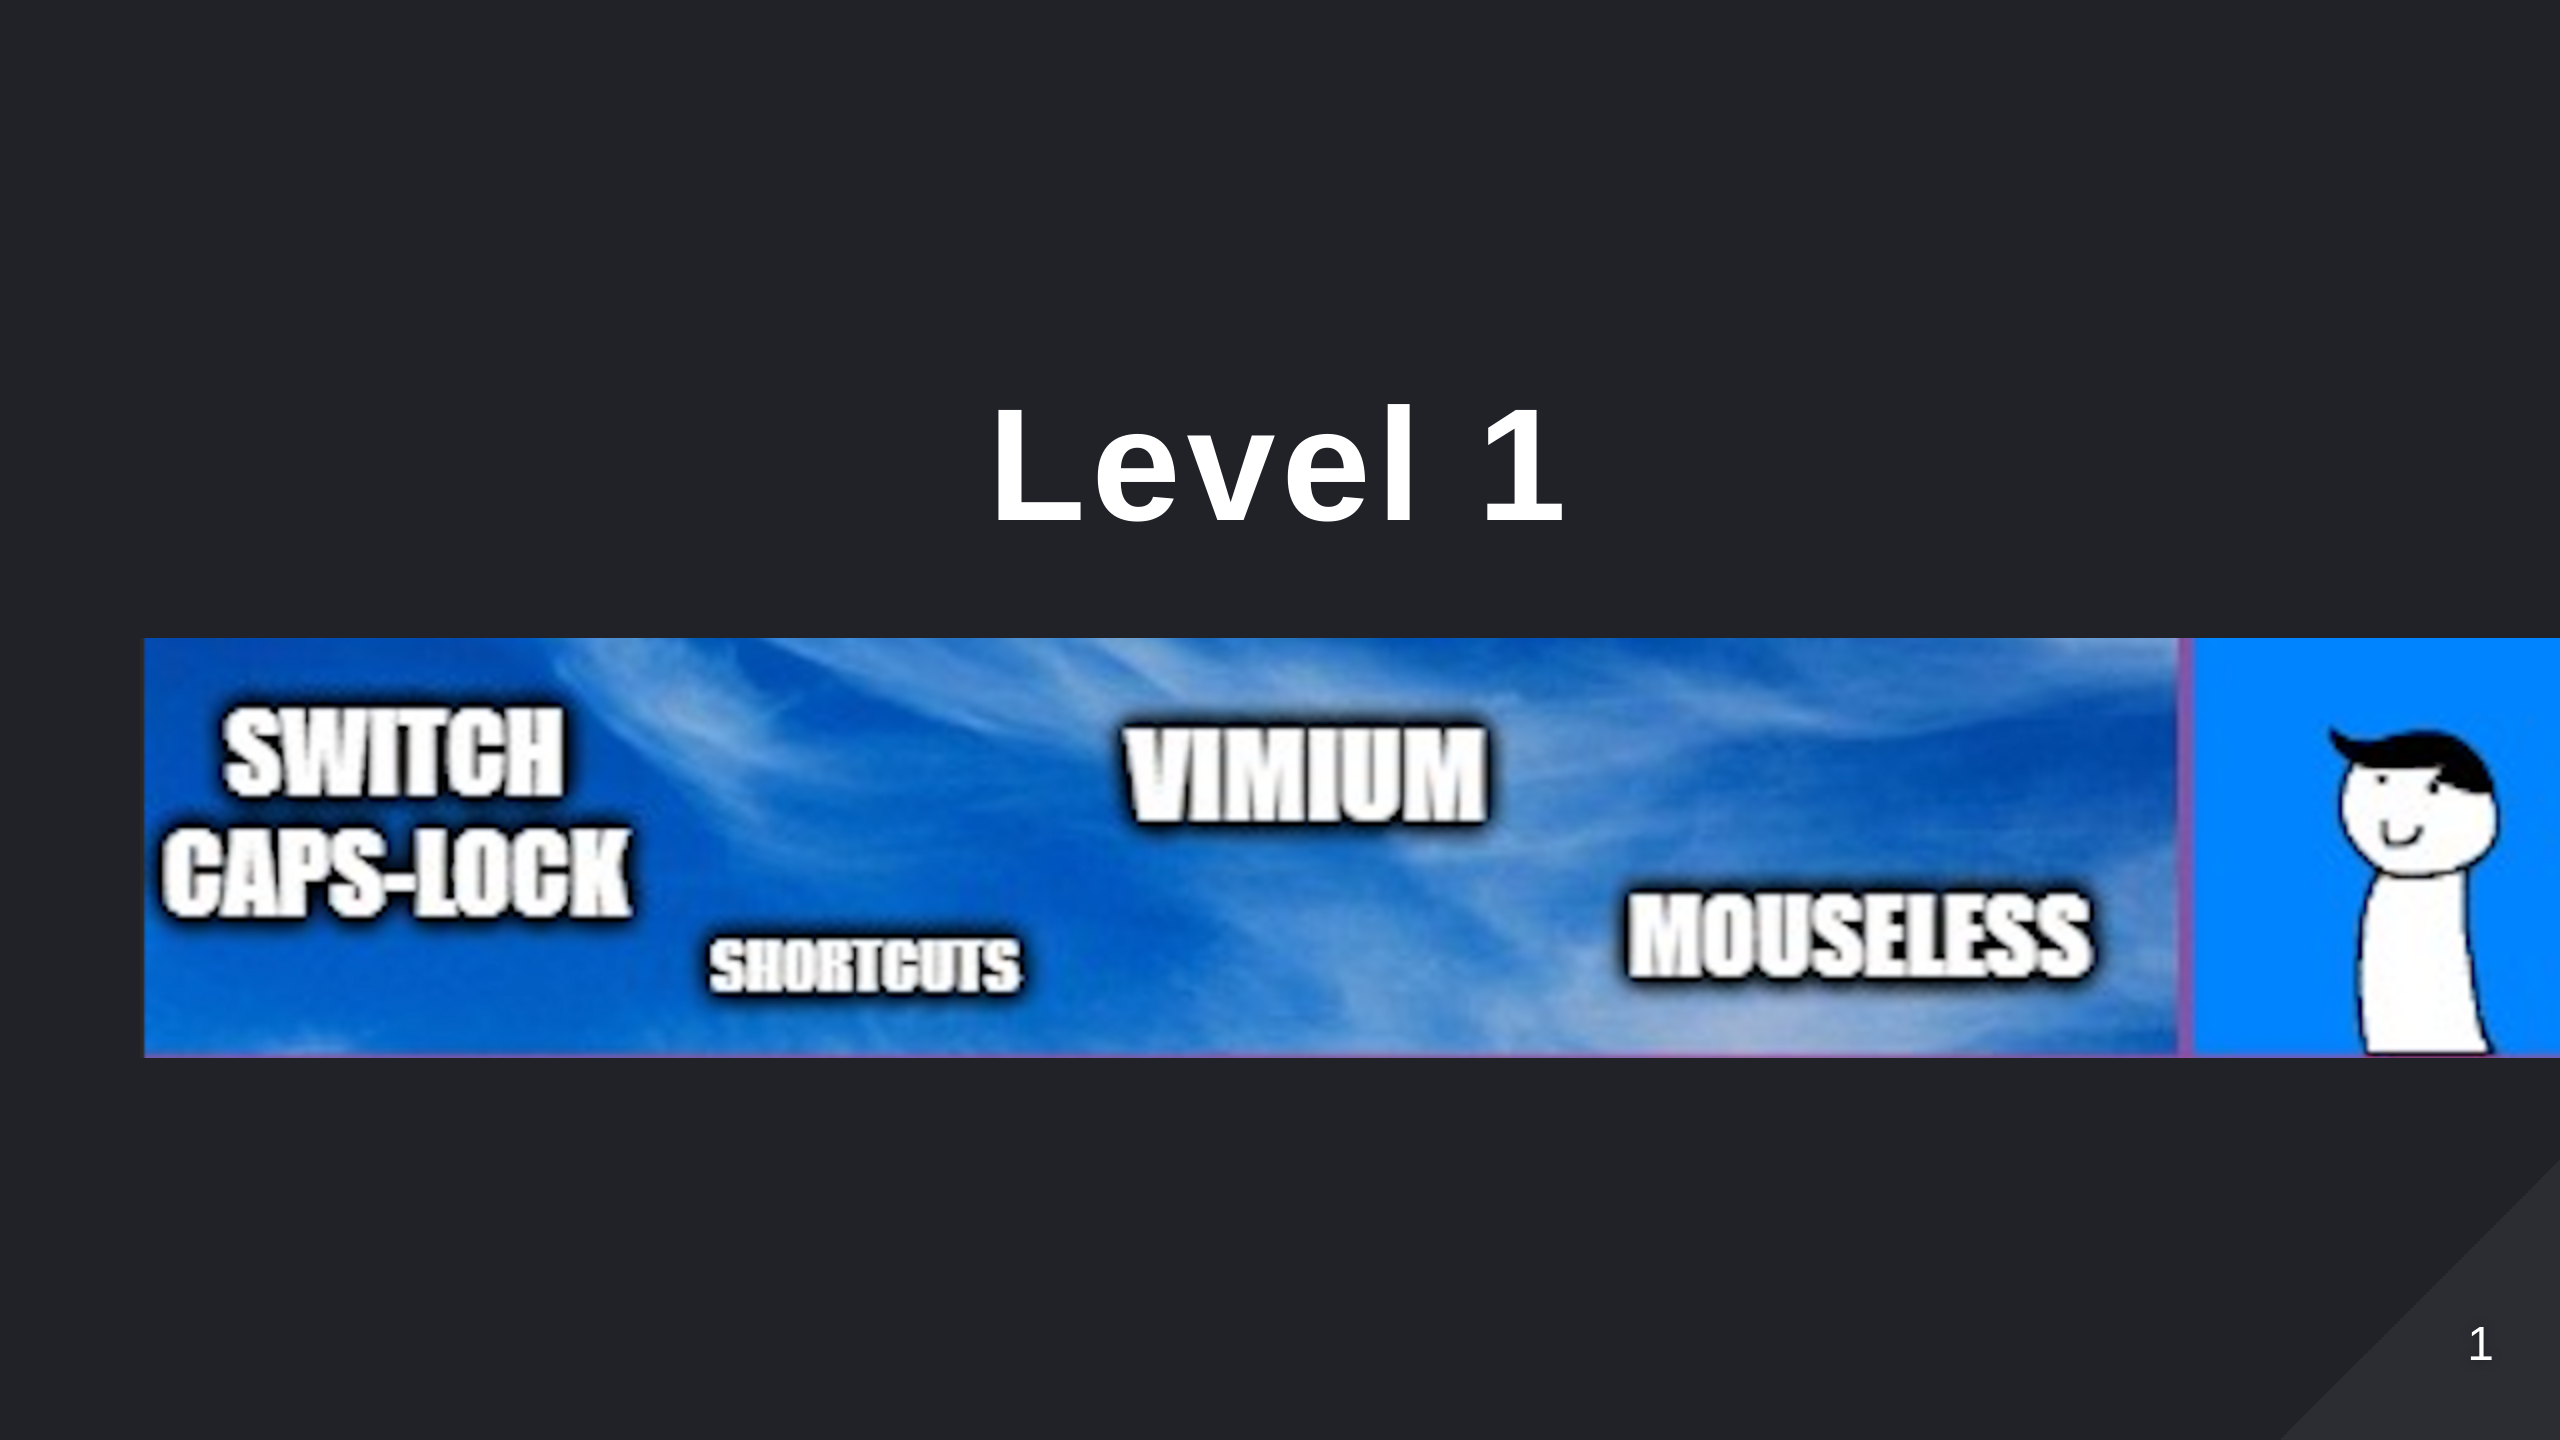 Level 1
SWITCH
CAPS-LOCK
SHORTCUTS
VIMIUM
MOUSELESS
1